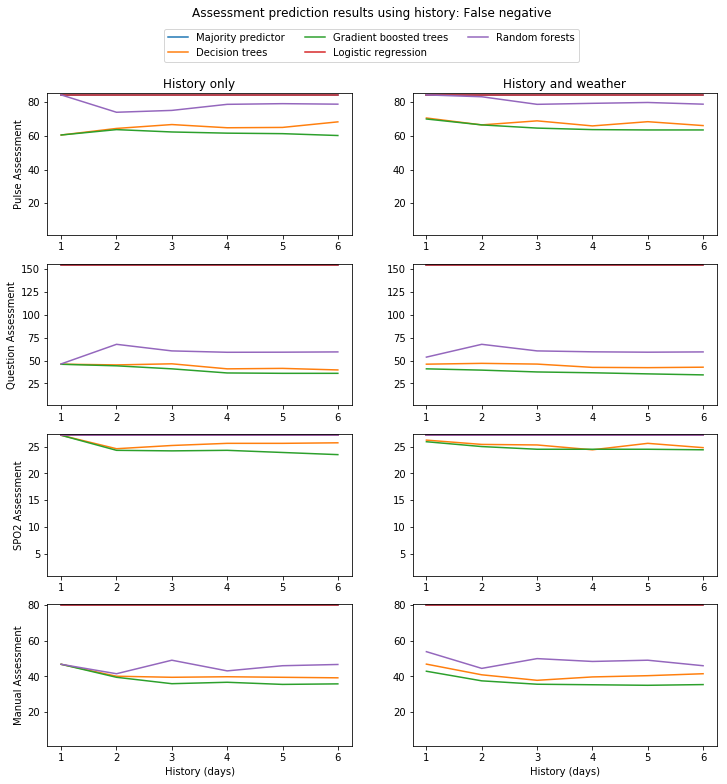 Assessment prediction results using history: False negative
Majority predictor Gradient boosted trees Random forests
Decision trees Logistic regression
History only History and weather
Pulse Assessment
80
60
40
20
1 2 3 4 5 6
80
60
40
20
1 2 3 4 5 6
Question Assessment
150
125
100
75
50
25
1 2 3 4 5 6
150
125
100
75
50
25
1 2 3 4 5 6
SPO2 Assessment
25
20
15
10
5
1 2 3 4 5 6
25
20
15
10
5
1 2 3 4 5 6
Manual Assessment
80
60
40
20
1 2 3 4 5 6
History (days)
80
60
40
20
1 2 3 4 5 6
History (days)